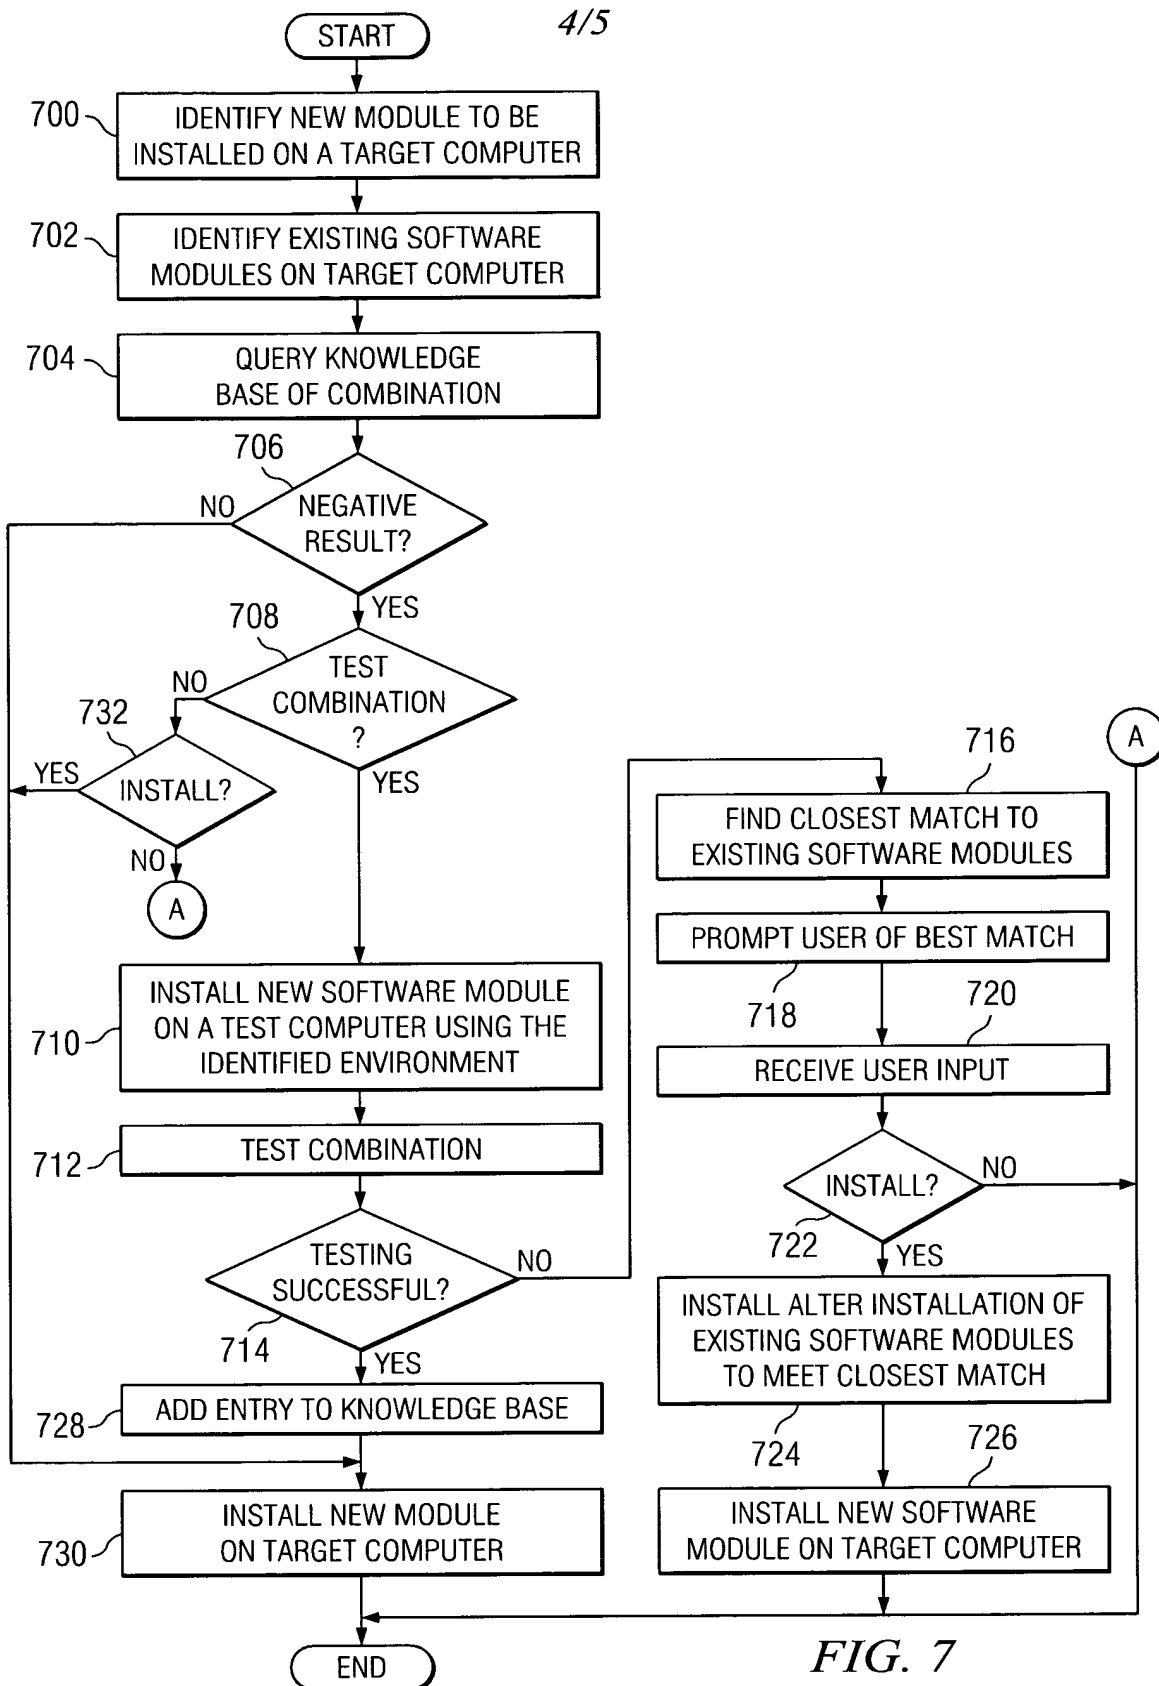 4/5
START
700
IDENTIFY NEW MODULE TO BE
INSTALLED ON A TARGET COMPUTER
702
IDENTIFY EXISTING SOFTWARE
MODULES ON TARGET COMPUTER
704
QUERY KNOWLEDGE
BASE OF COMBINATION
706
NO
NEGATIVE
RESULT?
YES
708
NO
TEST
COMBINATION
?
YES
732
YES
INSTALL?
NO
A
710
INSTALL NEW SOFTWARE MODULE
ON A TEST COMPUTER USING THE
IDENTIFIED ENVIRONMENT
712
TEST COMBINATION
TESTING
SUCCESSFUL?
NO
714
YES
728
ADD ENTRY TO KNOWLEDGE BASE
730
INSTALL NEW MODULE
ON TARGET COMPUTER
END
A
716
FIND CLOSEST MATCH TO
EXISTING SOFTWARE MODULES
PROMPT USER OF BEST MATCH
718
720
RECEIVE USER INPUT
INSTALL?
NO
722
YES
INSTALL ALTER INSTALLATION OF
EXISTING SOFTWARE MODULES
TO MEET CLOSEST MATCH
724
726
INSTALL NEW SOFTWARE
MODULE ON TARGET COMPUTER
FIG. 7